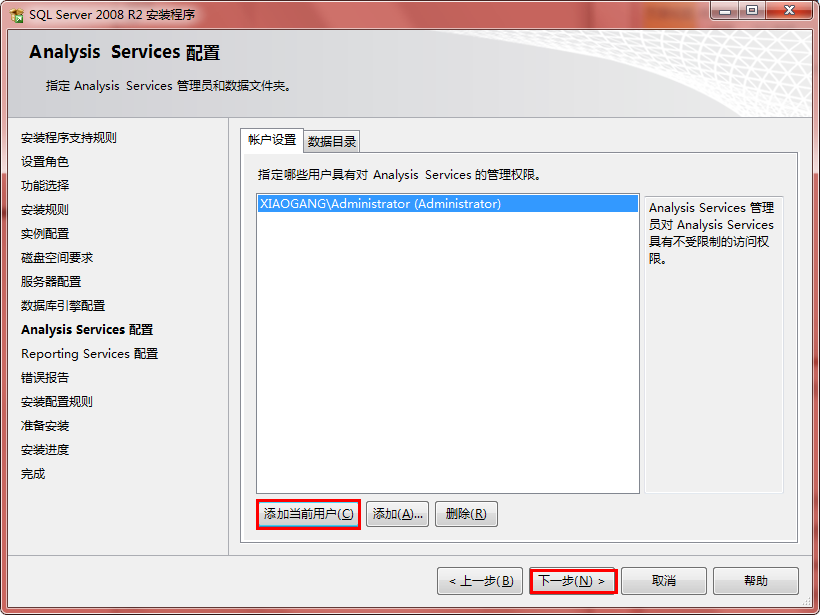 SQL Server 2008 R2 安装程序
Analysis Services 配置
指定 Analysis Services 管理员和数据文件夹。
安装程序支持规则
设置角色
功能选择
安装规则
实例配置
磁盘空间要求
服务器配置
数据库引擎配置
Analysis Services 配置
Reporting Services 配置
错误报告
安装配置规则
准备安装
安装进度
完成
帐户设置 数据目录
指定哪些用户具有对 Analysis Services 的管理权限。
XIAOGANG\Administrator (Administrator)
Analysis Services 管理
员对 Analysis Services
具有不受限制的访问权
限。
添加当前用户(C) 添加(A)... 删除(R)
< 上一步(B) 下一步(N) > 取消 帮助